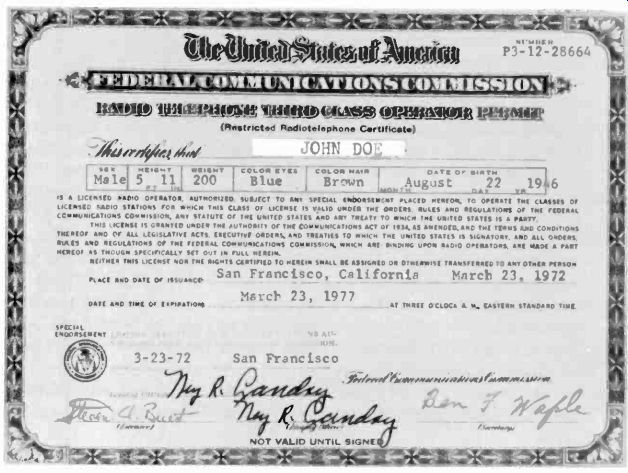 The United States of America
NUMBER
P3-12-28664
FEDERAL COMMUNICATIONS COMMISSION
RADIO TELEPHONE THIRD CLASS OPERATOR PERMIT
(Restricted Radiotelephone Certificate)
This certifies that JOHN DOE
SEX HEIGHT WEIGHT COLOR EYES COLOR HAIR DATE OF BIRTH
Male 5 11 200 Blue Brown August 22 1946
FT IN. MONTH DAY YR
IS A LICENSED RADIO OPERATOR, AUTHORIZED, SUBJECT TO ANY SPECIAL ENDORSEMENT PLACED HEREON, TO OPERATE THE CLASSES OF
LICENSED RADIO STATIONS FOR WHICH THIS CLASS OF LICENSE IS VALID UNDER THE ORDERS, RULES AND REGULATIONS OF THE FEDERAL
COMMUNICATIONS COMMISSION, ANY STATUTE OF THE UNITED STATES AND ANY TREATY TO WHICH THE UNITED STATES IS A PARTY.
THIS LICENSE IS GRANTED UNDER THE AUTHORITY OF THE COMMUNICATIONS ACT OF 1934, AS AMENDED, AND THE TERMS AND CONDITIONS
THEREOF AND OF ALL LEGISLATIVE ACTS, EXECUTIVE ORDERS, AND TREATIES TO WHICH THE UNITED STATES IS SIGNATORY, AND ALL ORDERS,
RULES AND REGULATIONS OF THE FEDERAL COMMUNICATIONS COMMISSION, WHICH ARE BINDING UPON RADIO OPERATORS, ARE MADE A PART
HEREOF AS THOUGH SPECIFICALLY SET OUT IN FULL HEREIN.
NEITHER THIS LICENSE NOR THE RIGHTS CERTIFIED TO HEREIN SHALL BE ASSIGNED OR OTHERWISE TRANSFERRED TO ANY OTHER PERSON
PLACE AND DATE OF ISSUANCE San Francisco, California March 23, 1972
DATE AND TIME OF EXPIRATION March 23, 1977 AT THREE O'CLOCK A. M., EASTERN STANDARD TIME
SPECIAL
ENDORSEMENT
3-23-72 San Francisco
Ney R. Landry
Federal Communications Commission
Ney R. Landry
Ben F. Waple
(Secretary)
NOT VALID UNTIL SIGNED